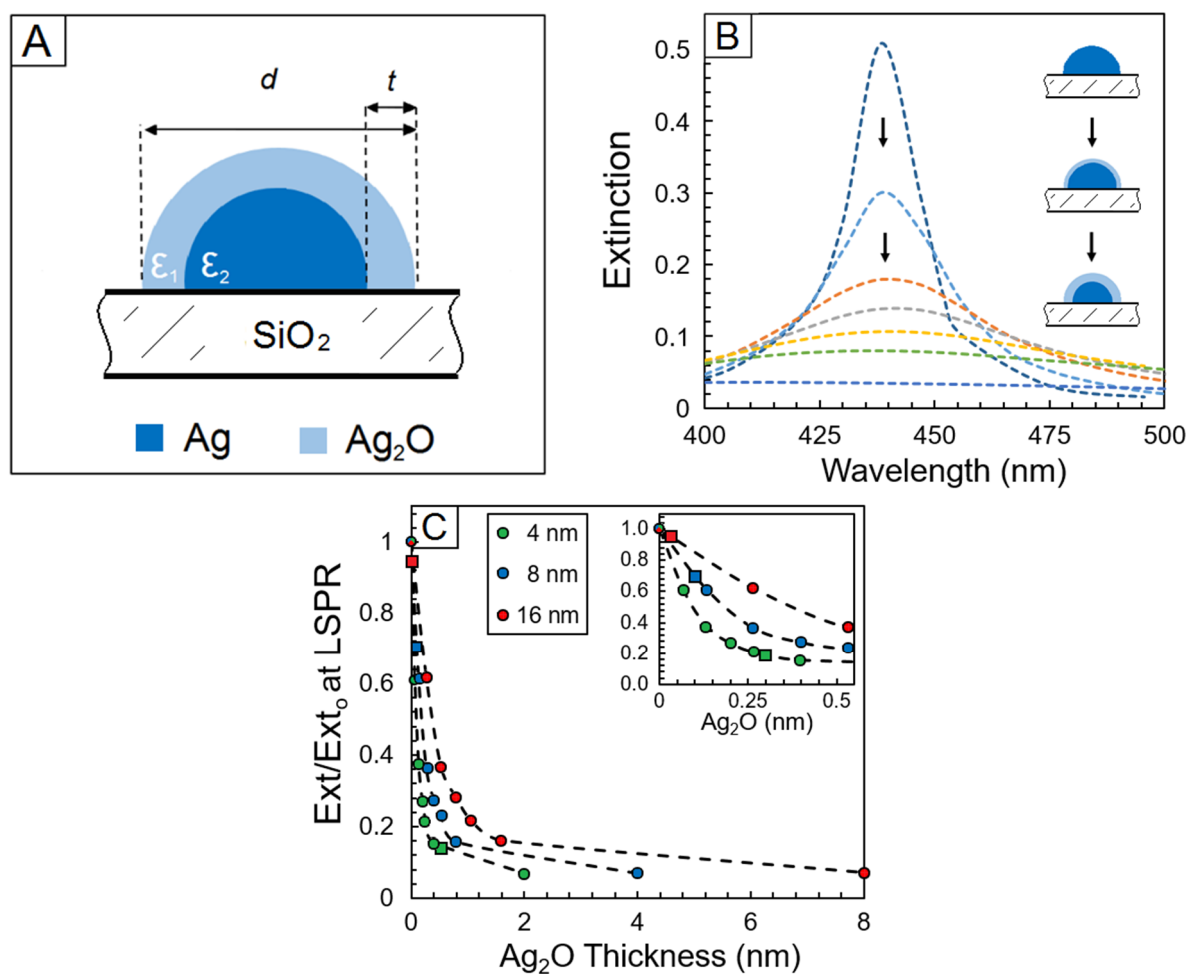 A
d
t
ε₁
ε₂
SiO₂
Ag
Ag₂O
B
Extinction
0.5
0.4
0.3
0.2
0.1
0
400
425
450
475
500
Wavelength (nm)
C
4 nm
8 nm
16 nm
Ext/Extₒ at LSPR
1
0.8
0.6
0.4
0.2
0
0
2
4
6
8
Ag₂O Thickness (nm)
1.0
0.8
0.6
0.4
0.2
0.0
0
0.25
0.5
Ag₂O (nm)